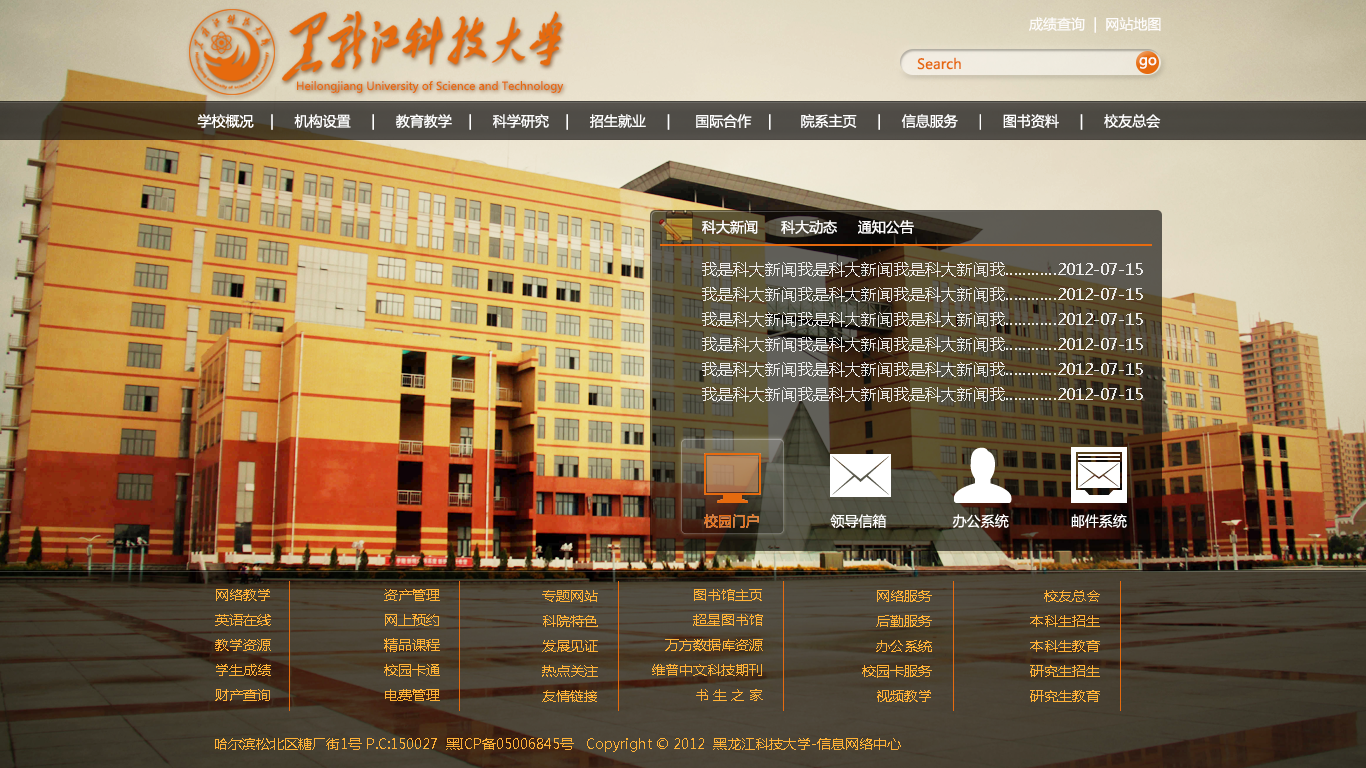 黑龙江科技大学
Heilongjiang University of Science and Technology
成绩查询 | 网站地图
Search
go
学校概况 | 机构设置 | 教育教学 | 科学研究 | 招生就业 | 国际合作 | 院系主页 | 信息服务 | 图书资料 | 校友总会
科大新闻 科大动态 通知公告
我是科大新闻我是科大新闻我是科大新闻我............2012-07-15
我是科大新闻我是科大新闻我是科大新闻我............2012-07-15
我是科大新闻我是科大新闻我是科大新闻我............2012-07-15
我是科大新闻我是科大新闻我是科大新闻我............2012-07-15
我是科大新闻我是科大新闻我是科大新闻我............2012-07-15
我是科大新闻我是科大新闻我是科大新闻我............2012-07-15
校园门户 领导信箱 办公系统 邮件系统
网络教学 资产管理 专题网站 图书馆主页 网络服务 校友总会
英语在线 网上预约 科院特色 超星图书馆 后勤服务 本科生招生
教学资源 精品课程 发展见证 万方数据库资源 办公系统 本科生教育
学生成绩 校园卡通 热点关注 维普中文科技期刊 校园卡服务 研究生招生
财产查询 电费管理 友情链接 书 生 之 家 视频教学 研究生教育
哈尔滨松北区糖厂街1号 P.C:150027 黑ICP备05006845号 Copyright © 2012 黑龙江科技大学-信息网络中心